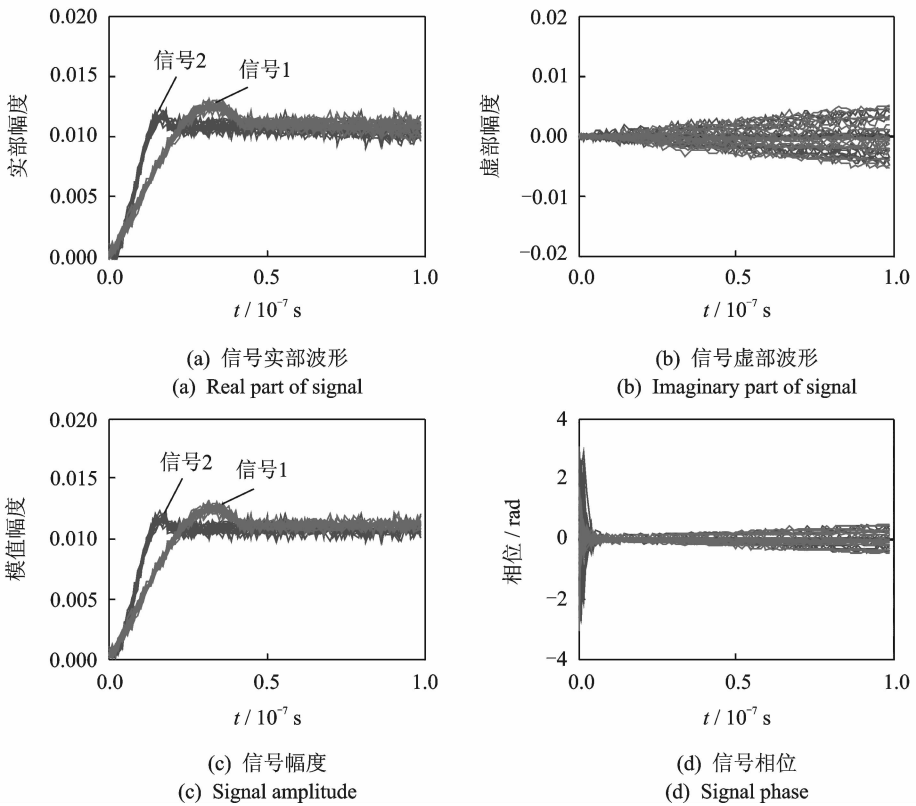 0.020
0.015
0.010
0.005
0.000
实部幅度
信号2
信号1
0.0
0.5
1.0
t / 10⁻⁷ s
(a) 信号实部波形
(a) Real part of signal
0.02
0.01
0.00
−0.01
−0.02
虚部幅度
0.0
0.5
1.0
t / 10⁻⁷ s
(b) 信号虚部波形
(b) Imaginary part of signal
0.020
0.015
0.010
0.005
0.000
模值幅度
信号2
信号1
0.0
0.5
1.0
t / 10⁻⁷ s
(c) 信号幅度
(c) Signal amplitude
4
2
0
−2
−4
相位 / rad
0.0
0.5
1.0
t / 10⁻⁷ s
(d) 信号相位
(d) Signal phase